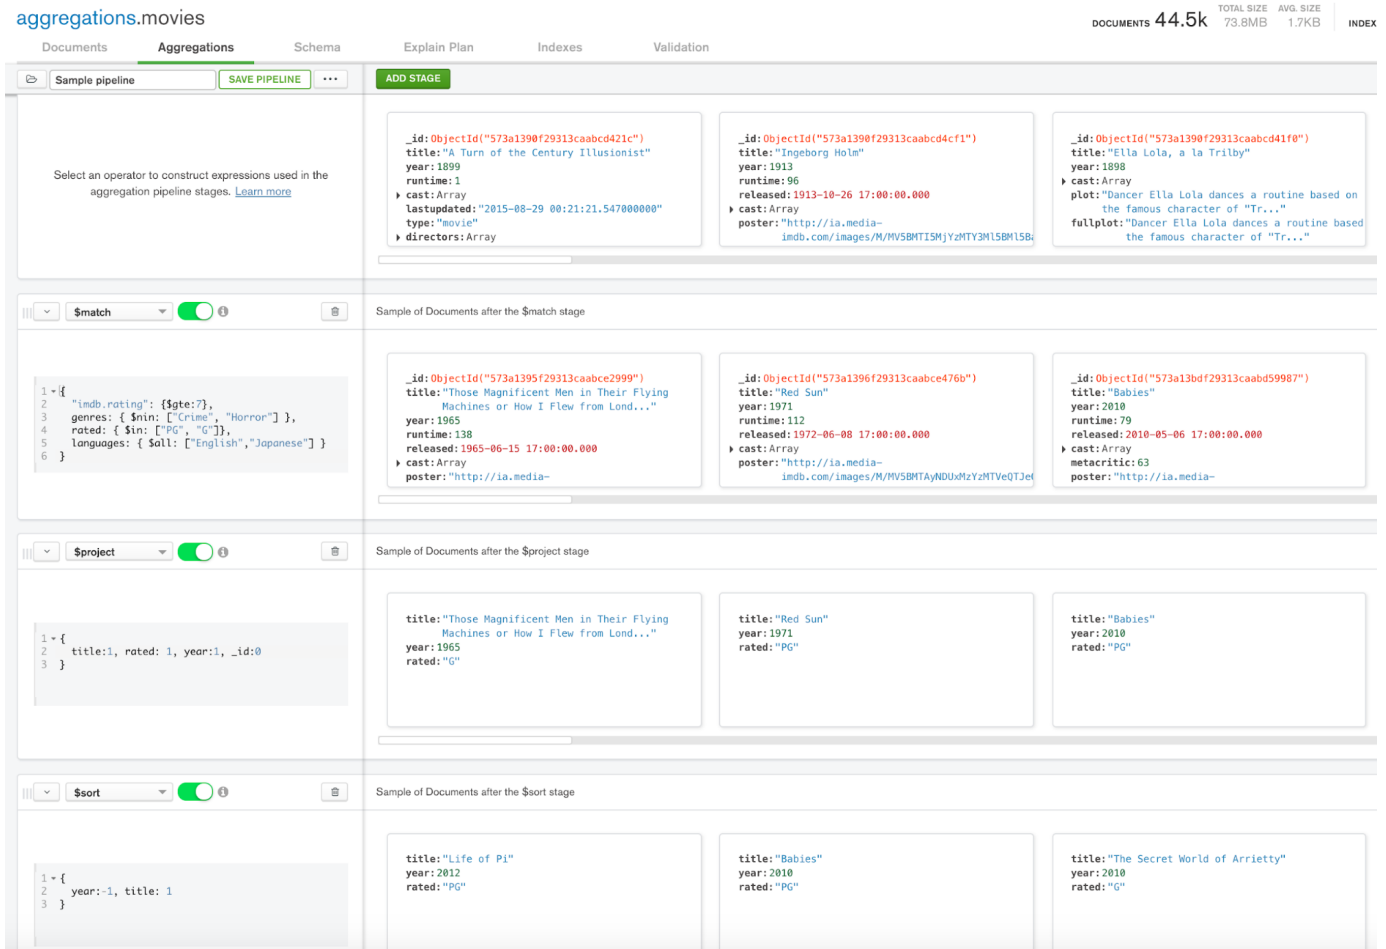 aggregations.movies
DOCUMENTS 44.5k
TOTAL SIZE 73.8MB
AVG. SIZE 1.7KB
INDEX
Documents
Aggregations
Schema
Explain Plan
Indexes
Validation
Sample pipeline
SAVE PIPELINE
...
ADD STAGE
Select an operator to construct expressions used in the
aggregation pipeline stages. Learn more
_id:ObjectId("573a1390f29313caabcd421c")
title:"A Turn of the Century Illusionist"
year:1899
runtime:1
cast:Array
lastupdated:"2015-08-29 00:21:21.547000000"
type:"movie"
directors:Array
_id:ObjectId("573a1390f29313caabcd4cf1")
title:"Ingeborg Holm"
year:1913
runtime:96
released:1913-10-26 17:00:00.000
cast:Array
poster:"http://ia.media-
imdb.com/images/M/MV5BMTI5MjYzMTY3Ml5BMl5Ba
_id:ObjectId("573a1390f29313caabcd41f0")
title:"Ella Lola, a la Trilby"
year:1898
cast:Array
plot:"Dancer Ella Lola dances a routine based on
the famous character of "Tr..."
fullplot:"Dancer Ella Lola dances a routine based
the famous character of "Tr..."
$match
Sample of Documents after the $match stage
1 {
2 "imdb.rating": {$gte:7},
3 genres: { $nin: ["Crime", "Horror"] },
4 rated: { $in: ["PG", "G"]},
5 languages: { $all: ["English","Japanese"] }
6 }
_id:ObjectId("573a1395f29313caabce2999")
title:"Those Magnificent Men in Their Flying
Machines or How I Flew from Lond..."
year:1965
runtime:138
released:1965-06-15 17:00:00.000
cast:Array
poster:"http://ia.media-
_id:ObjectId("573a1396f29313caabce476b")
title:"Red Sun"
year:1971
runtime:112
released:1972-06-08 17:00:00.000
cast:Array
poster:"http://ia.media-
imdb.com/images/M/MV5BMTAyNDUxMzYzMTVeQTJe
_id:ObjectId("573a13bdf29313caabd59987")
title:"Babies"
year:2010
runtime:79
released:2010-05-06 17:00:00.000
cast:Array
metacritic:63
poster:"http://ia.media-
$project
Sample of Documents after the $project stage
1 {
2 title:1, rated: 1, year:1, _id:0
3 }
title:"Those Magnificent Men in Their Flying
Machines or How I Flew from Lond..."
year:1965
rated:"G"
title:"Red Sun"
year:1971
rated:"PG"
title:"Babies"
year:2010
rated:"PG"
$sort
Sample of Documents after the $sort stage
1 {
2 year:-1, title: 1
3 }
title:"Life of Pi"
year:2012
rated:"PG"
title:"Babies"
year:2010
rated:"PG"
title:"The Secret World of Arrietty"
year:2010
rated:"G"